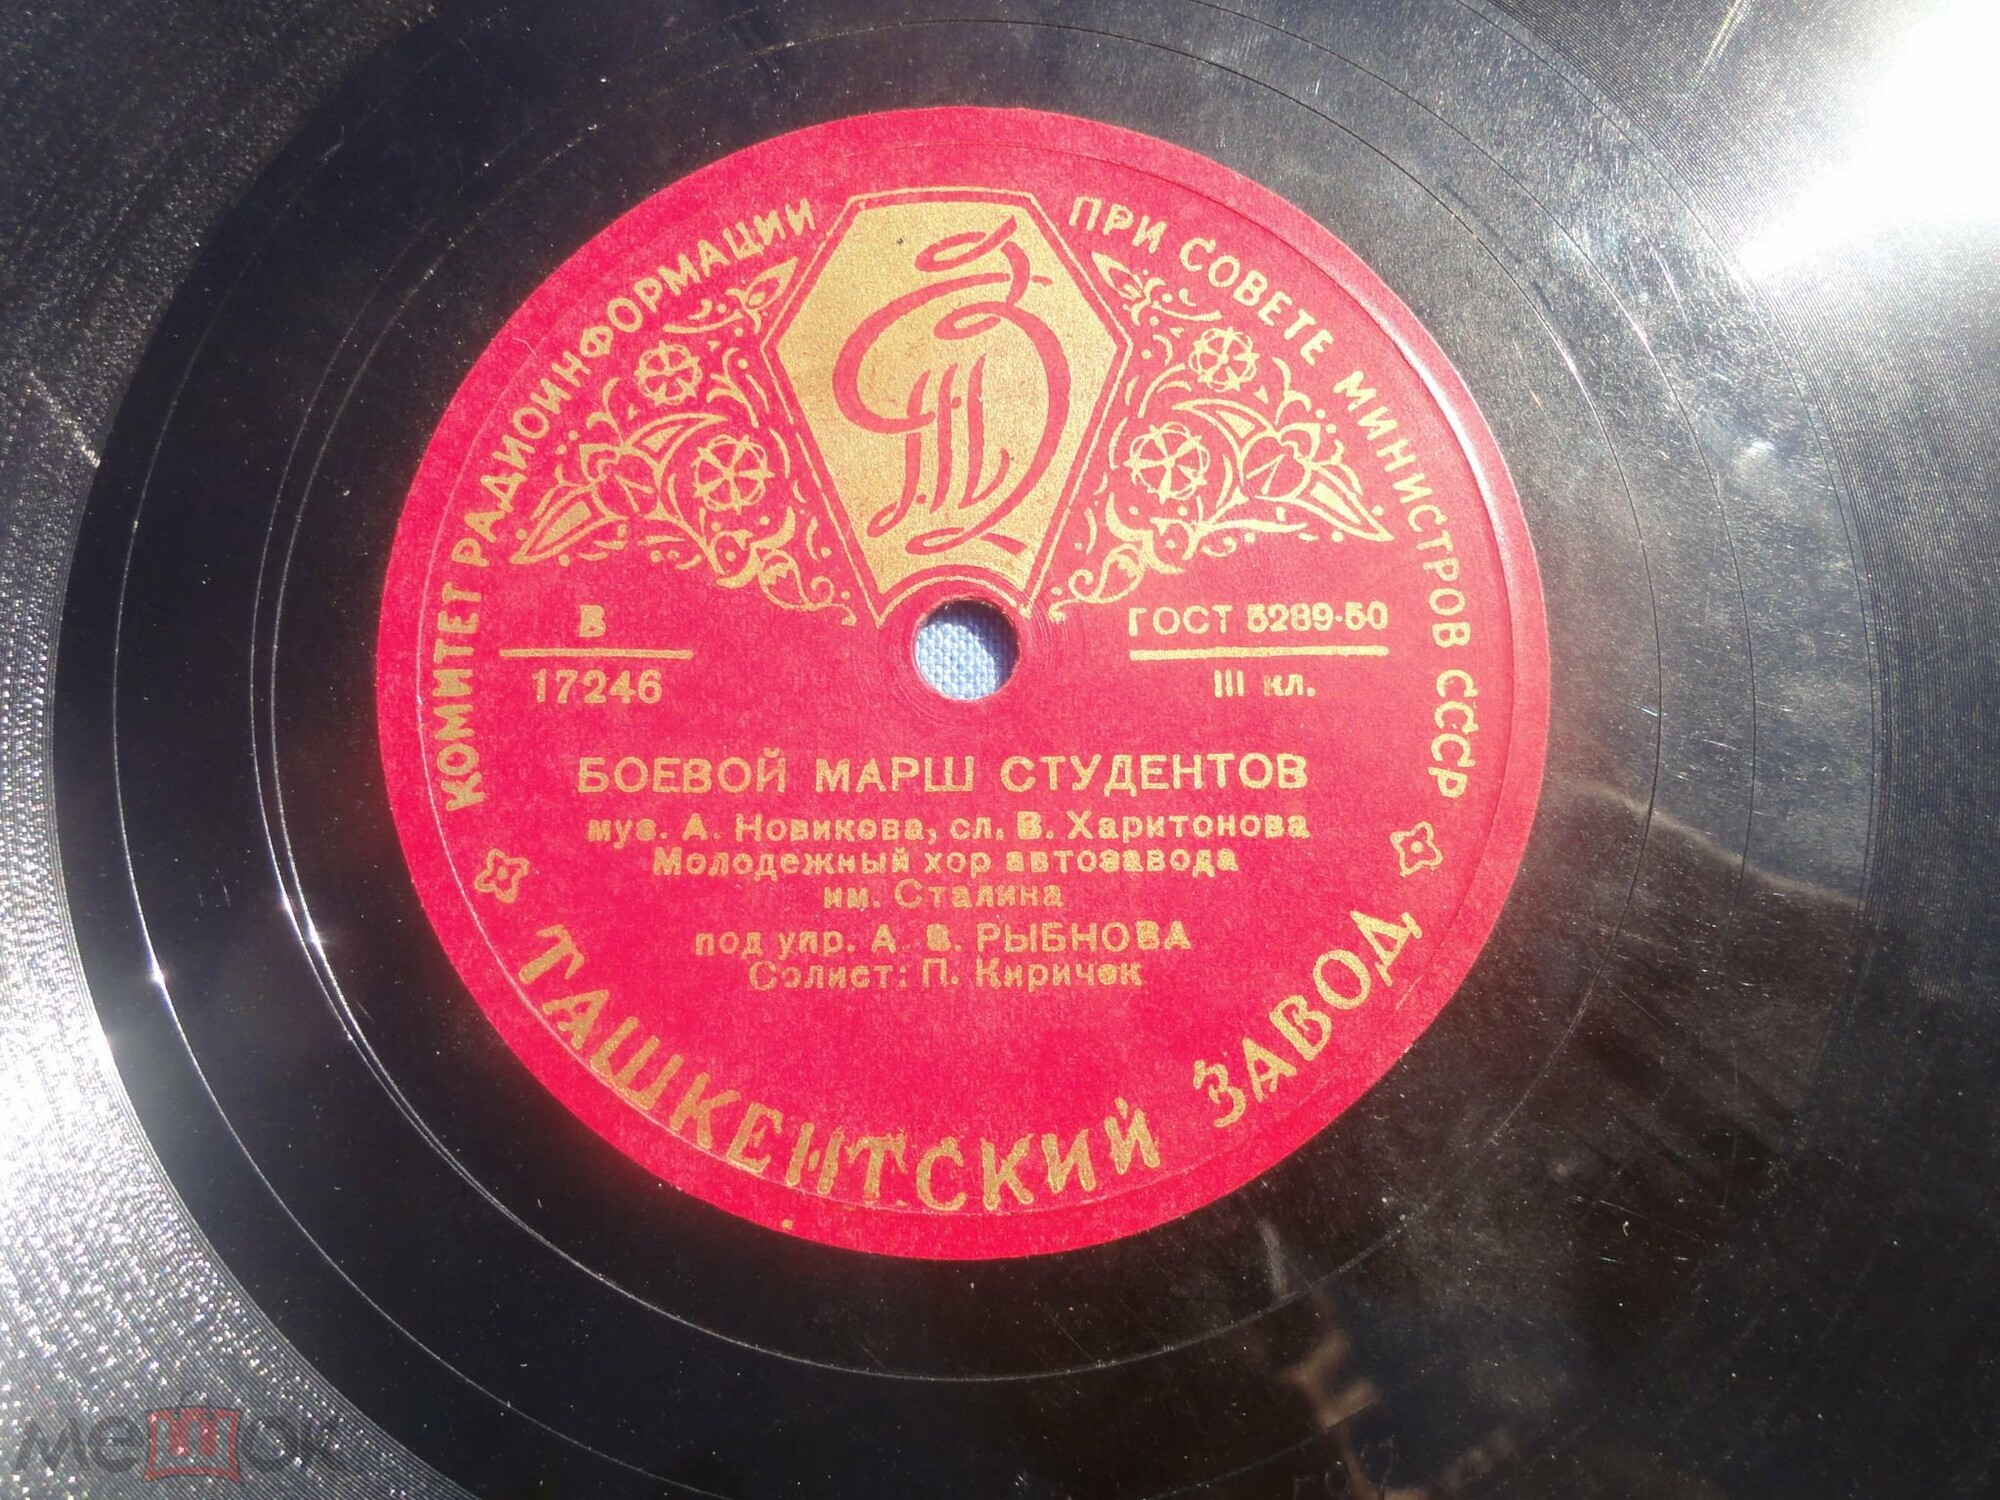 КОМИТЕТ РАДИОИНФОРМАЦИИ ПРИ СОВЕТЕ МИНИСТРОВ СССР
В
17246
ГОСТ 5289-50
III кл.
БОЕВОЙ МАРШ СТУДЕНТОВ
муз. А. Новикова, сл. В. Харитонова
Молодежный хор автозавода
им. Сталина
под упр. А. В. РЫБНОВА
Солист: П. Киричек
ТАШКЕНТСКИЙ ЗАВОД
мешок